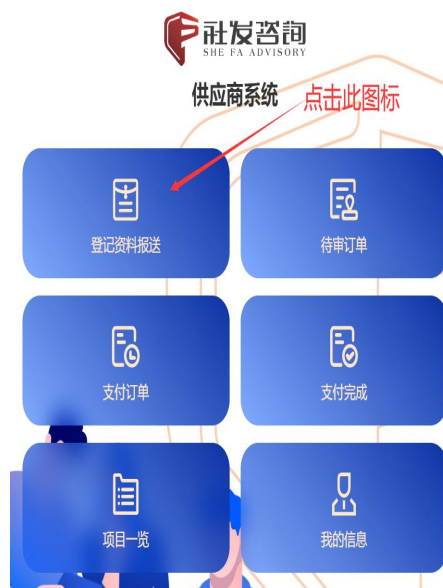 社发咨詢
SHE FA ADVISORY
供应商系统
点击此图标
登记资料报送
待审订单
支付订单
支付完成
项目一览
我的信息